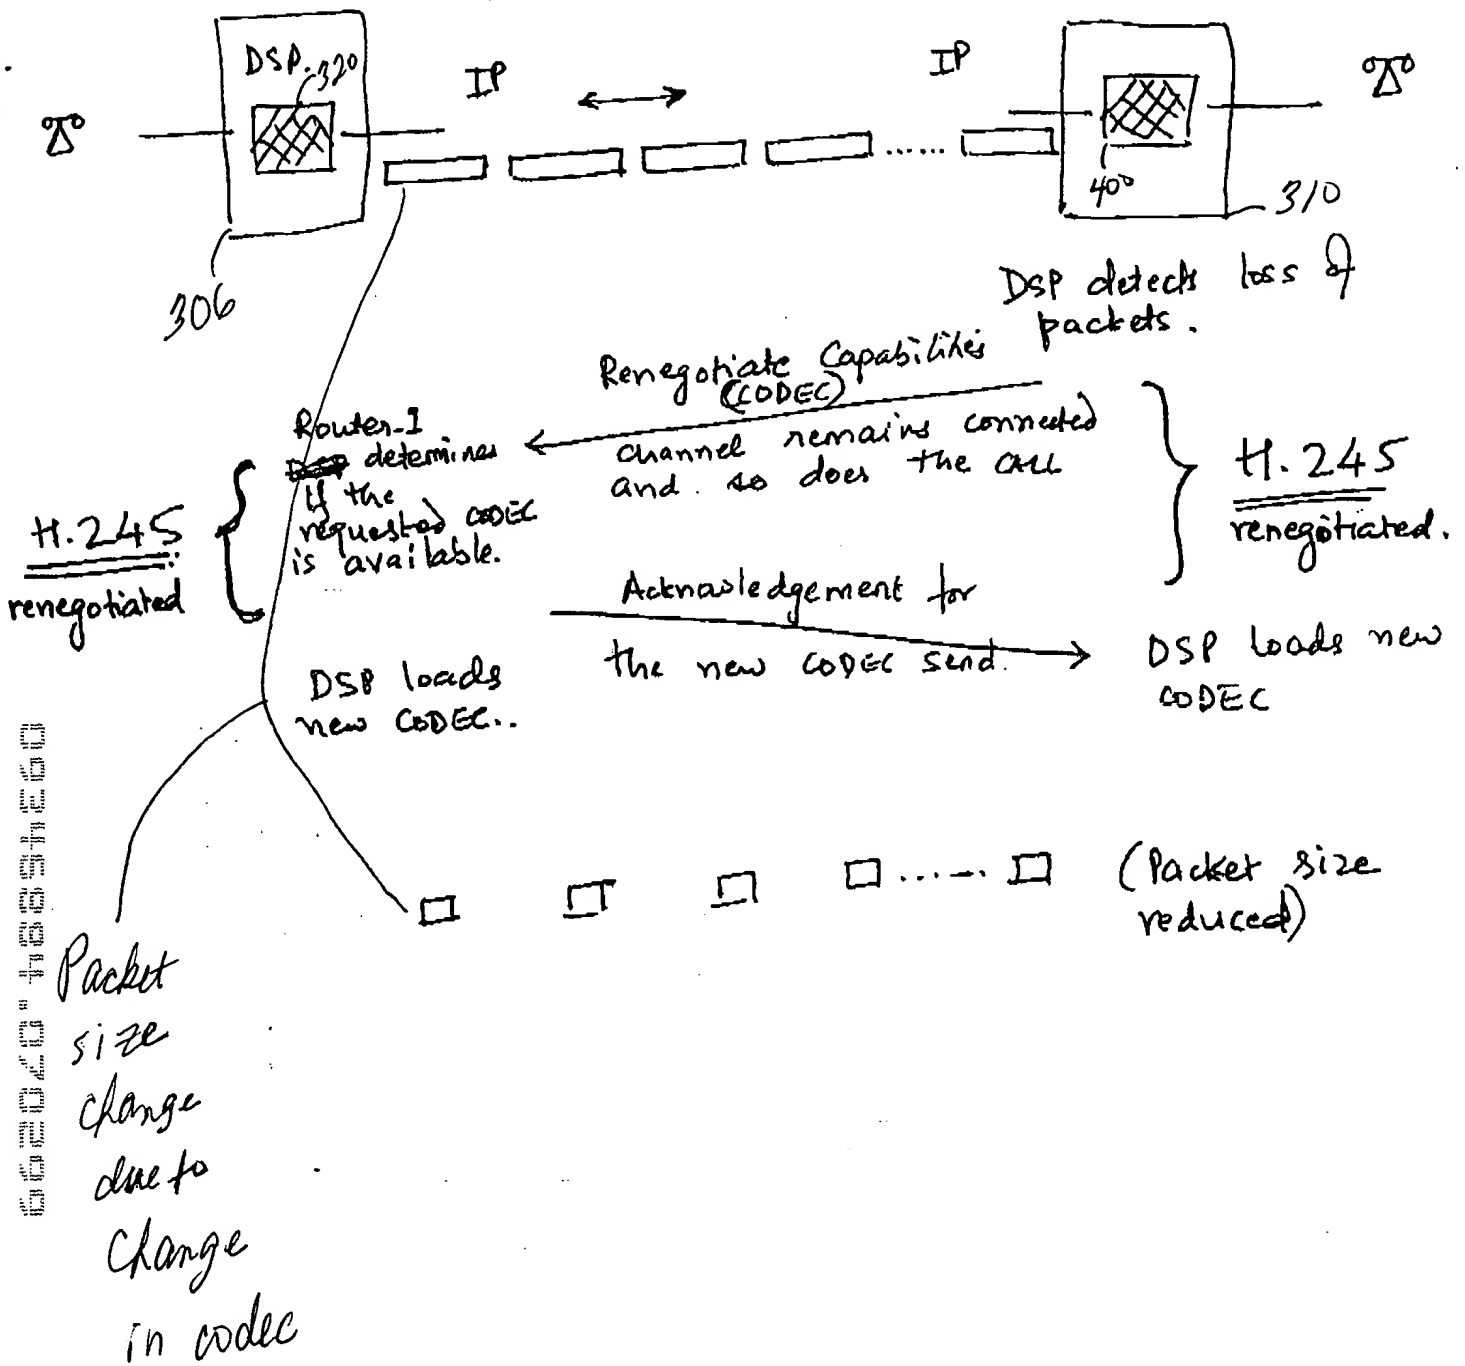 DSP.
320
IP
IP
400
310
306
DSP detects loss of
packets.
Renegotiate Capabilities
(CODEC)
channel remains connected
and so does the CALL
Router-1
determines
if the
requested CODEC
is available.
H.245
renegotiated
H.245
renegotiated.
Acknowledgement for
the new CODEC send.
DSP loads
new CODEC..
DSP loads new
CODEC
(Packet size
reduced)
Packet
size
change
due to
Change
in codec